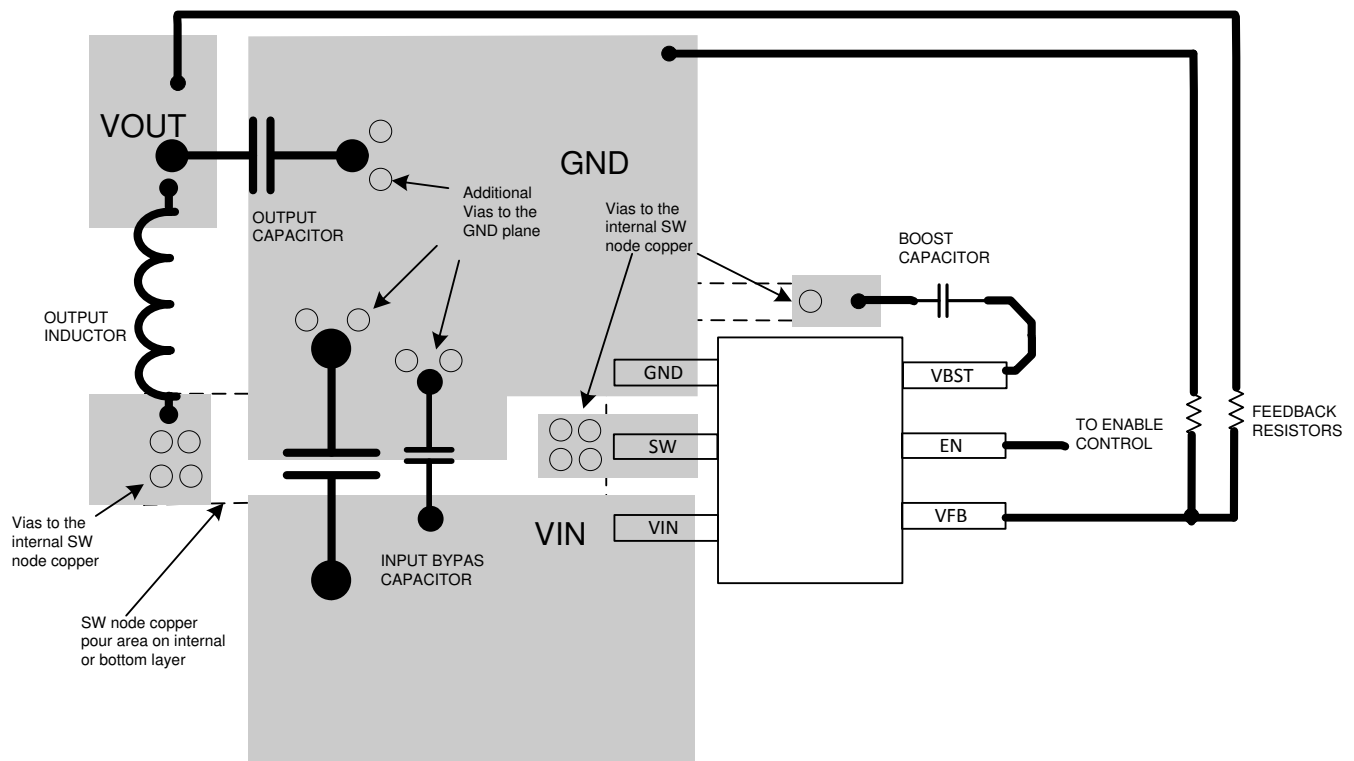 VOUT
GND
Additional
Vias to the
GND plane
Vias to the
internal SW
node copper
OUTPUT
CAPACITOR
BOOST
CAPACITOR
OUTPUT
INDUCTOR
GND
VBST
SW
EN
TO ENABLE
CONTROL
FEEDBACK
RESISTORS
VIN
VIN
VFB
Vias to the
internal SW
node copper
INPUT BYPAS
CAPACITOR
SW node copper
pour area on internal
or bottom layer